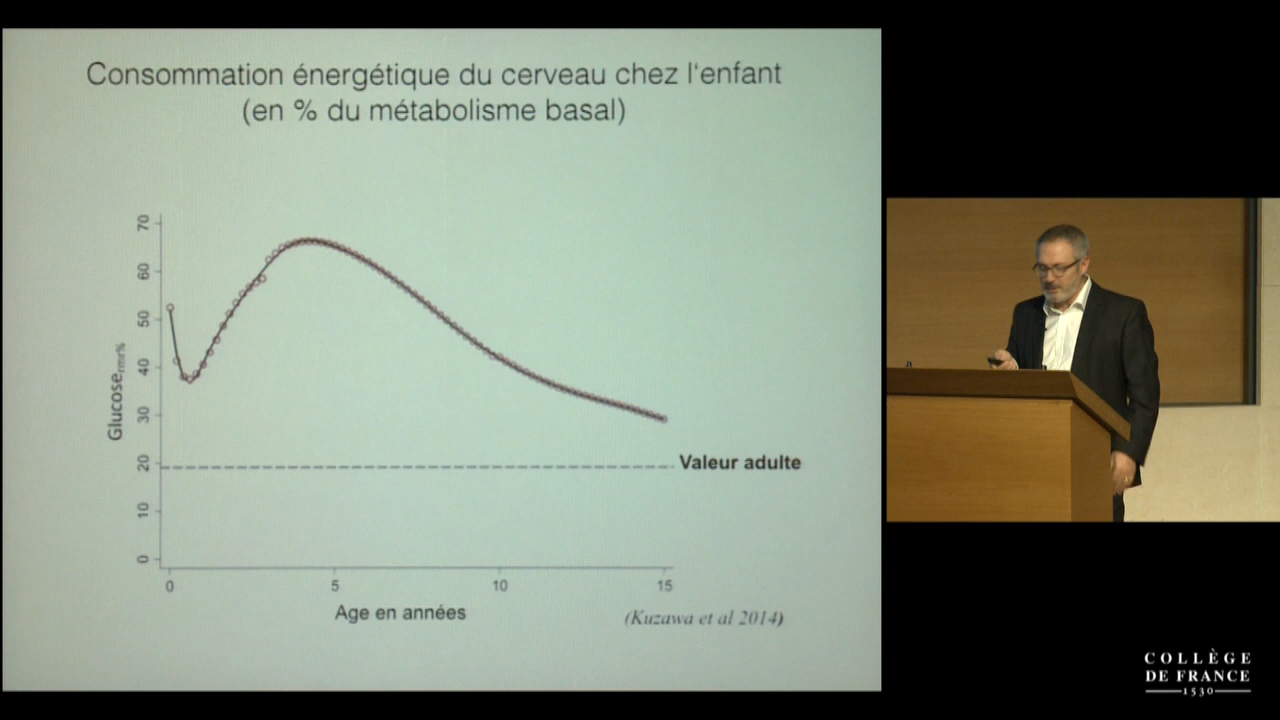 Consommation énergétique du cerveau chez l'enfant
(en % du métabolisme basal)
70
60
50
40
30
20
10
0
Glucosermr%
Valeur adulte
0 5 10 15
Age en années
(Kuzawa et al 2014)
COLLÈGE
DE FRANCE
1530